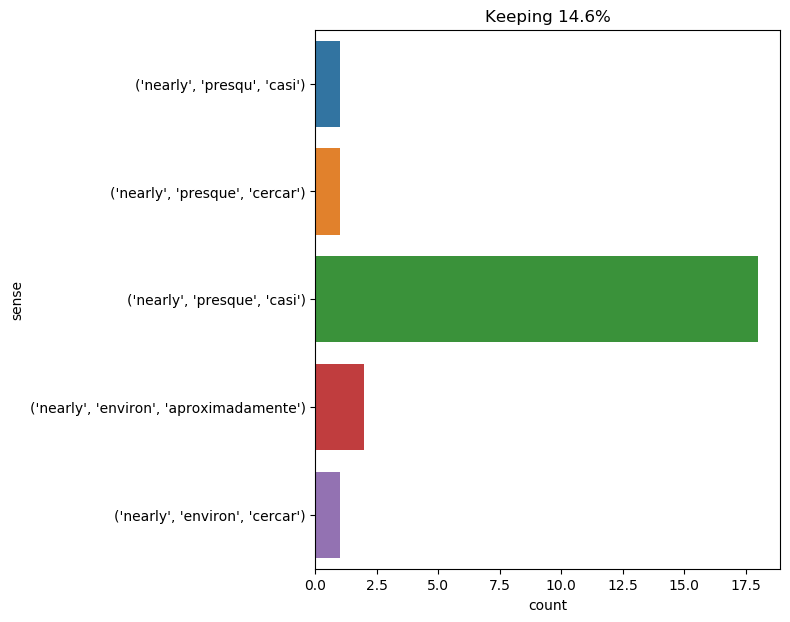 Keeping 14.6%
('nearly', 'presqu', 'casi')
('nearly', 'presque', 'cercar')
('nearly', 'presque', 'casi')
('nearly', 'environ', 'aproximadamente')
('nearly', 'environ', 'cercar')
sense
0.0 2.5 5.0 7.5 10.0 12.5 15.0 17.5
count